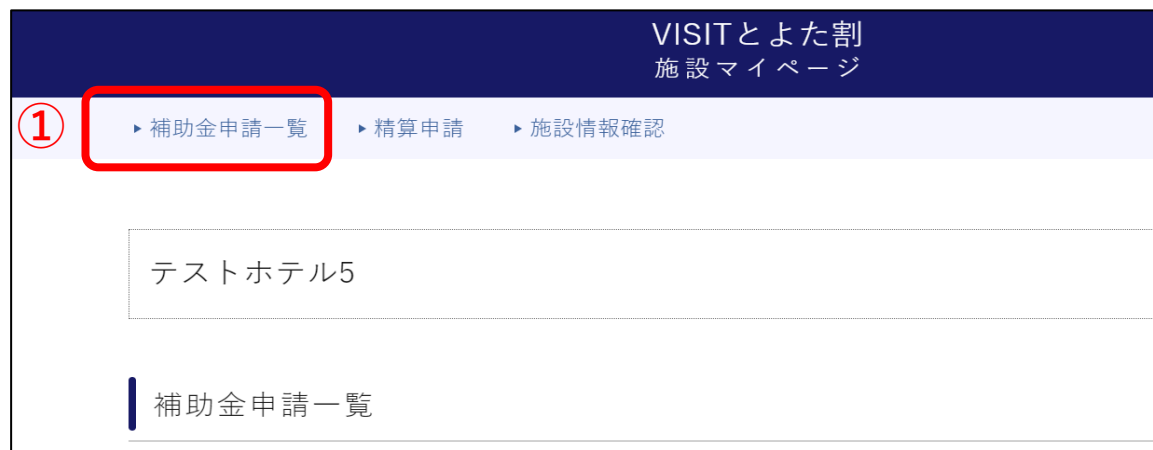 VISITとよた割
施設マイページ
①
▶補助金申請一覧 ▶精算申請 ▶施設情報確認
テストホテル5
補助金申請一覧